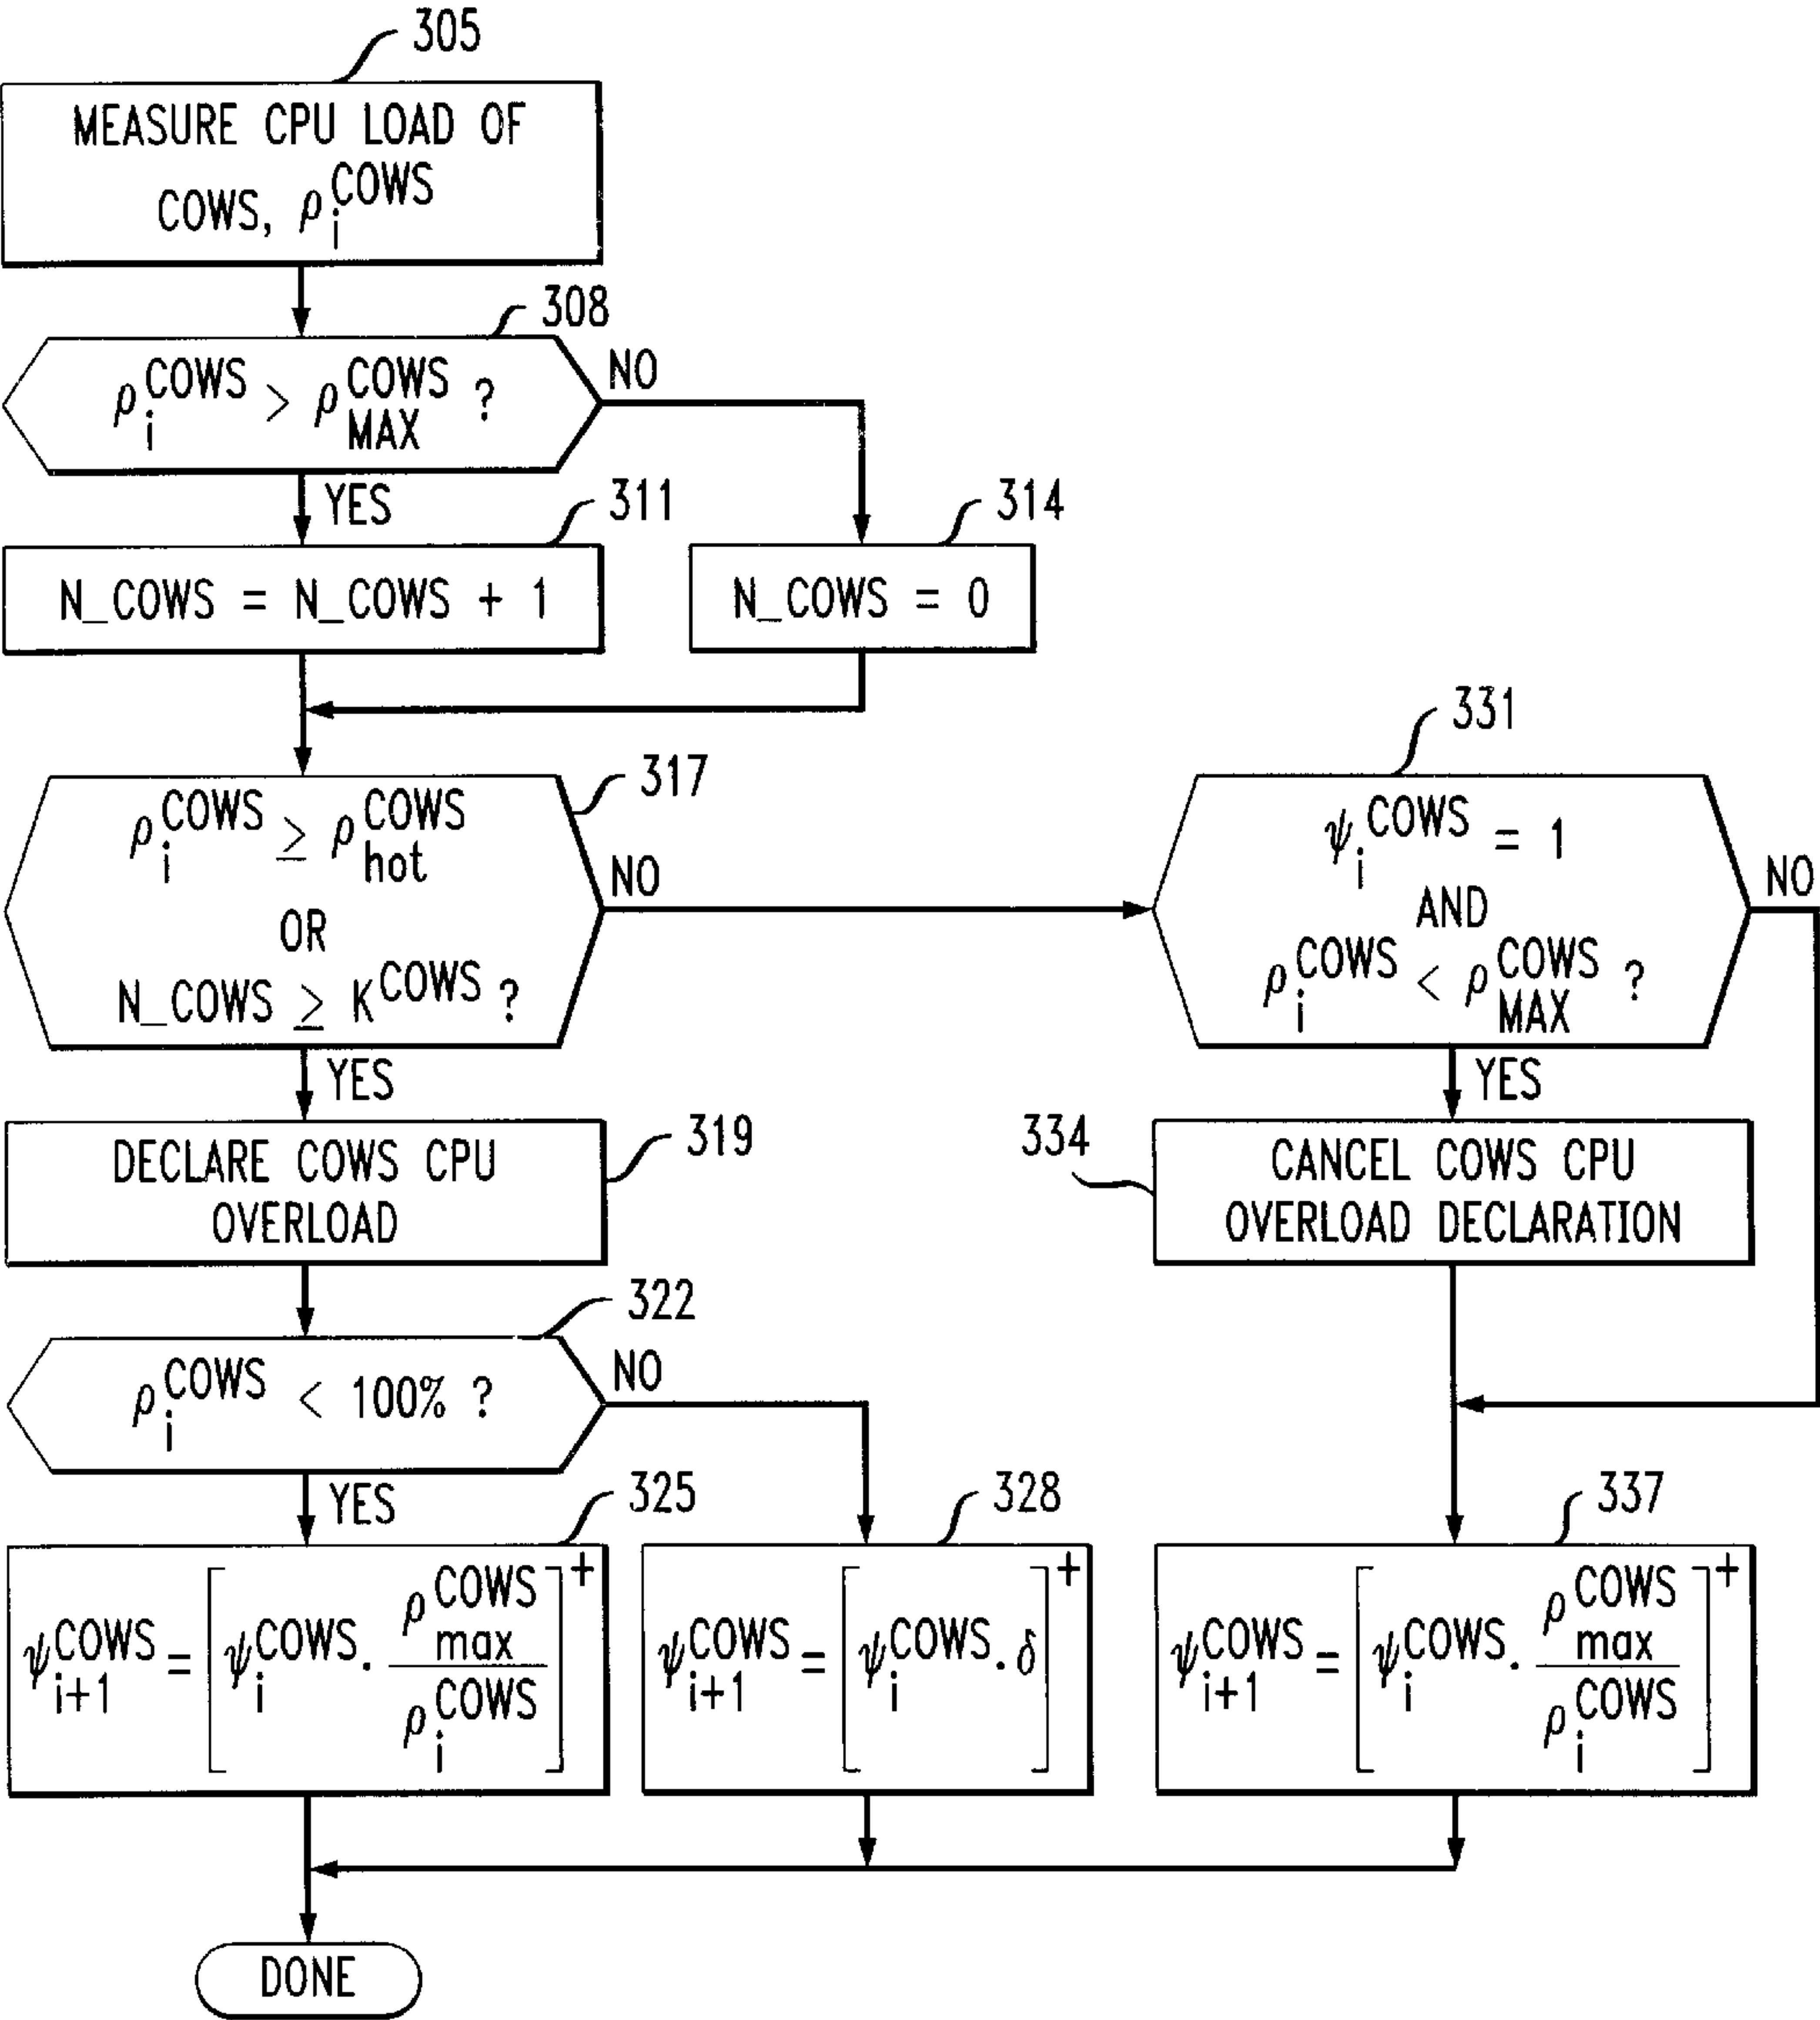 305
MEASURE CPU LOAD OF
COWS, ρ_i^COWS
308
ρ_i^COWS > ρ_MAX^COWS ?
NO
YES
311
314
N_COWS = N_COWS + 1
N_COWS = 0
317
ρ_i^COWS ≥ ρ_hot^COWS
OR
N_COWS ≥ K^COWS ?
NO
YES
331
ψ_i^COWS = 1
AND
ρ_i^COWS < ρ_MAX^COWS ?
NO
YES
319
DECLARE COWS CPU
OVERLOAD
334
CANCEL COWS CPU
OVERLOAD DECLARATION
322
ρ_i^COWS < 100% ?
NO
YES
325
ψ_{i+1}^COWS = [ψ_i^COWS · ρ_max^COWS / ρ_i^COWS]^+
328
ψ_{i+1}^COWS = [ψ_i^COWS · δ]^+
337
ψ_{i+1}^COWS = [ψ_i^COWS · ρ_max^COWS / ρ_i^COWS]^+
DONE